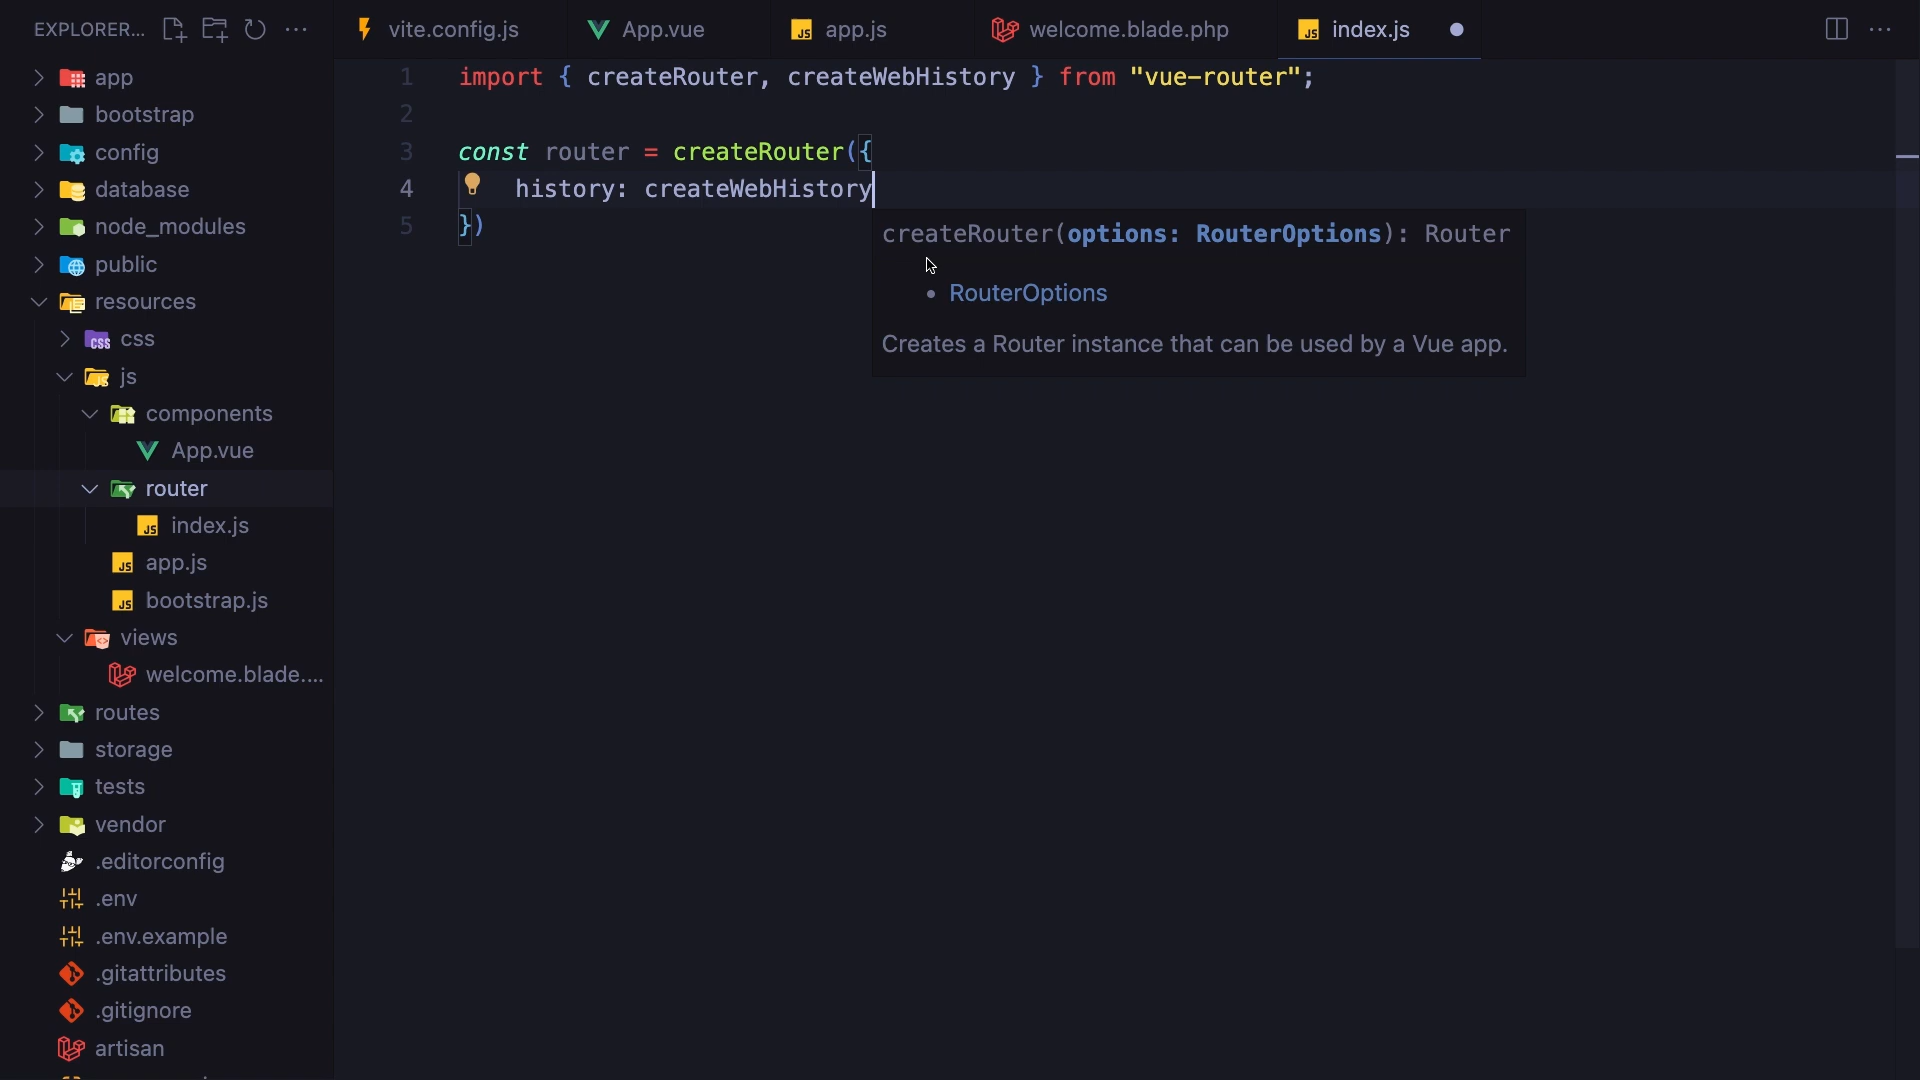 EXPLORER...
vite.config.js
App.vue
app.js
welcome.blade.php
index.js
app
bootstrap
config
database
node_modules
public
resources
css
js
components
App.vue
router
index.js
app.js
bootstrap.js
views
welcome.blade....
routes
storage
tests
vendor
.editorconfig
.env
.env.example
.gitattributes
.gitignore
artisan
1 import { createRouter, createWebHistory } from "vue-router";
2
3 const router = createRouter({
4 history: createWebHistory
5 })
createRouter(options: RouterOptions): Router
• RouterOptions
Creates a Router instance that can be used by a Vue app.